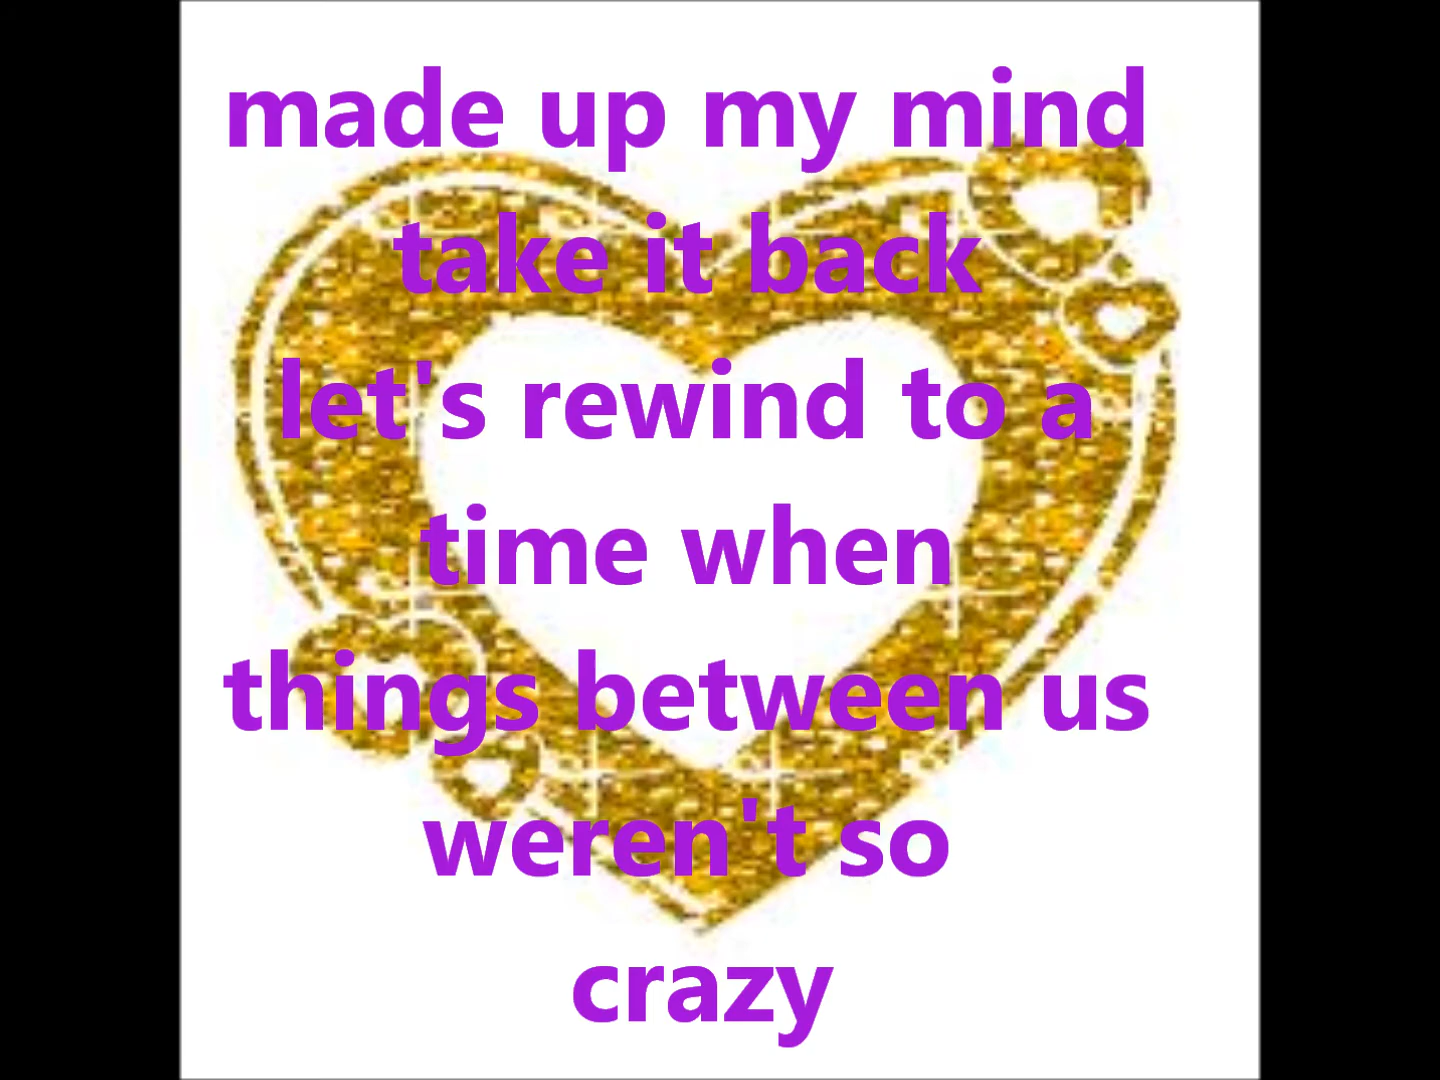 made up my mind
take it back
let's rewind to a
time when
things between us
weren't so
crazy